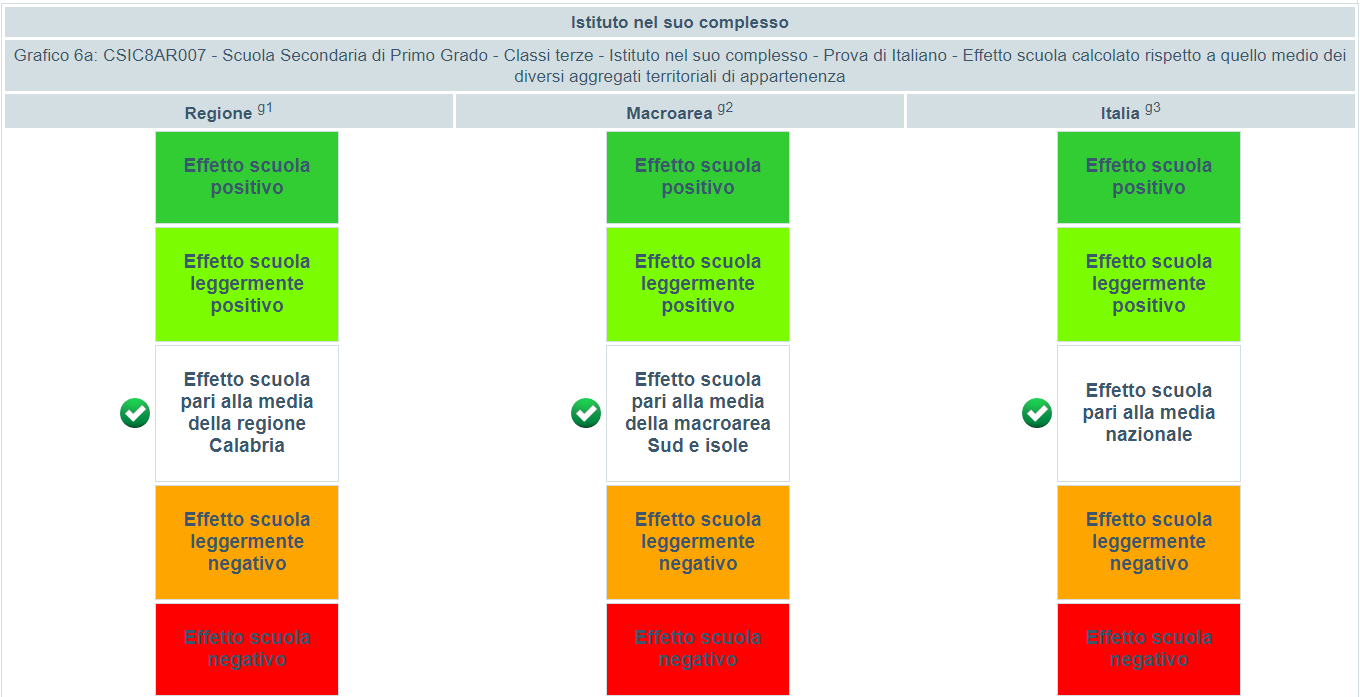 Istituto nel suo complesso
Grafico 6a: CSIC8AR007 - Scuola Secondaria di Primo Grado - Classi terze - Istituto nel suo complesso - Prova di Italiano - Effetto scuola calcolato rispetto a quello medio dei
diversi aggregati territoriali di appartenenza
Regione g1
Macroarea g2
Italia g3
Effetto scuola
positivo
Effetto scuola
positivo
Effetto scuola
positivo
Effetto scuola
leggermente
positivo
Effetto scuola
leggermente
positivo
Effetto scuola
leggermente
positivo
Effetto scuola
pari alla media
della regione
Calabria
Effetto scuola
pari alla media
della macroarea
Sud e isole
Effetto scuola
pari alla media
nazionale
Effetto scuola
leggermente
negativo
Effetto scuola
leggermente
negativo
Effetto scuola
leggermente
negativo
Effetto scuola
negativo
Effetto scuola
negativo
Effetto scuola
negativo